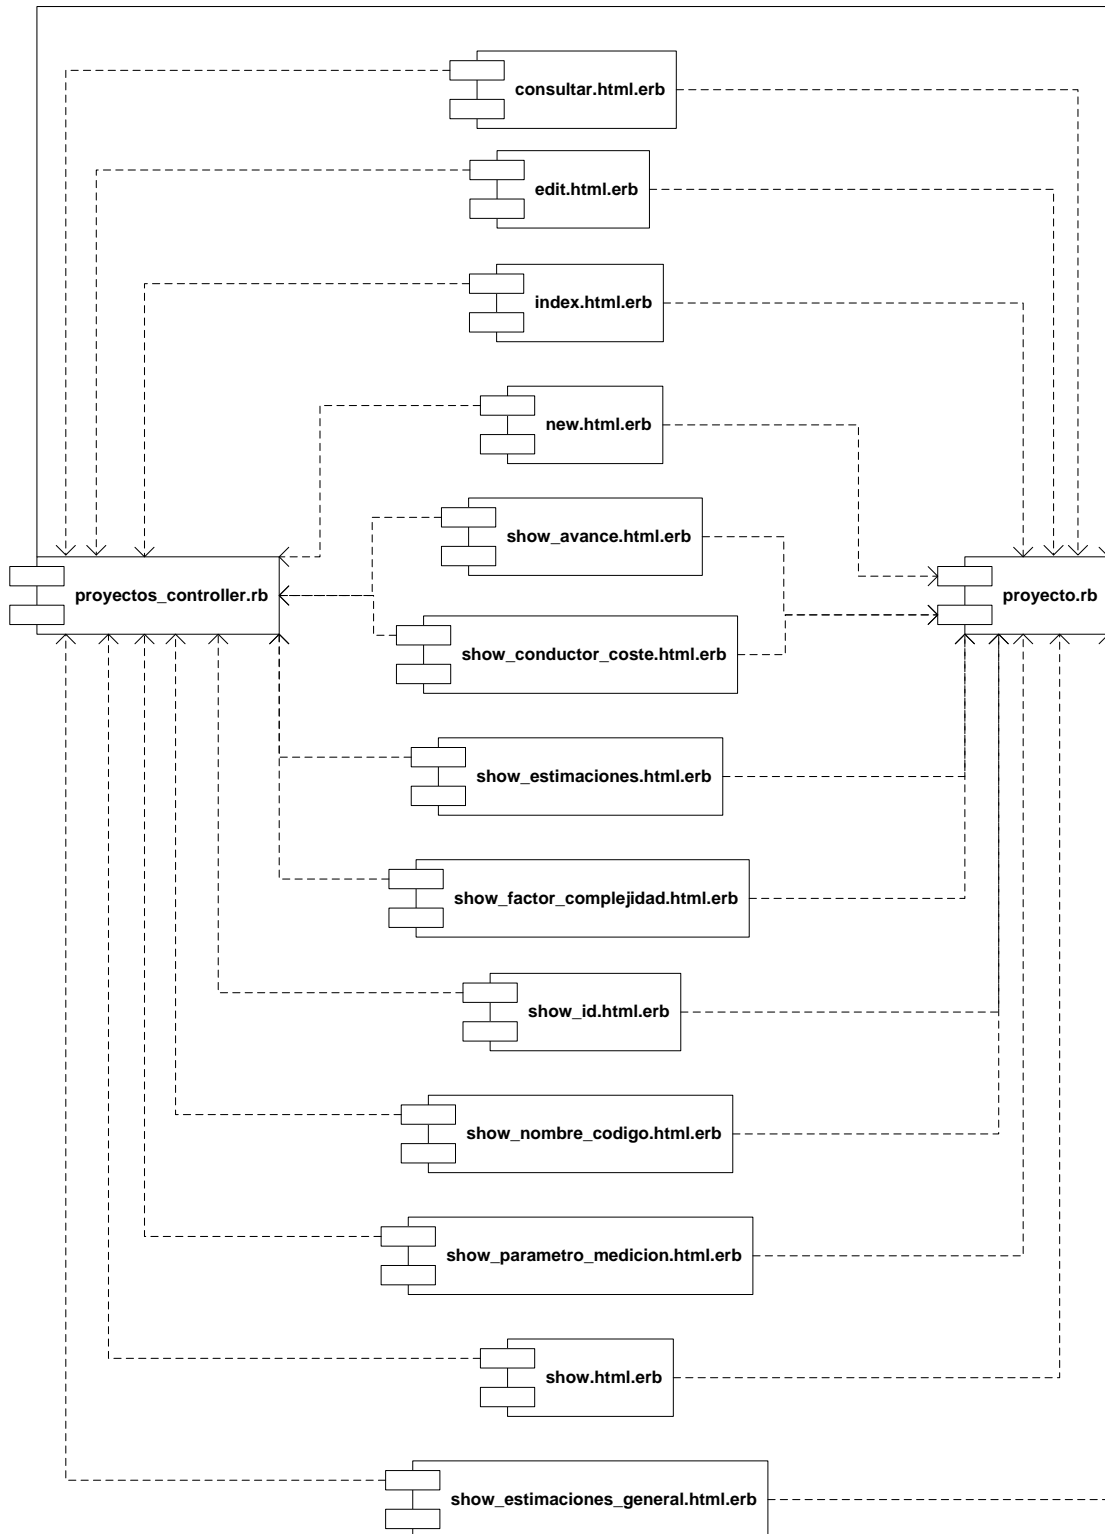 consultar.html.erb
edit.html.erb
index.html.erb
new.html.erb
show_avance.html.erb
proyectos_controller.rb
proyecto.rb
show_conductor_coste.html.erb
show_estimaciones.html.erb
show_factor_complejidad.html.erb
show_id.html.erb
show_nombre_codigo.html.erb
show_parametro_medicion.html.erb
show.html.erb
show_estimaciones_general.html.erb